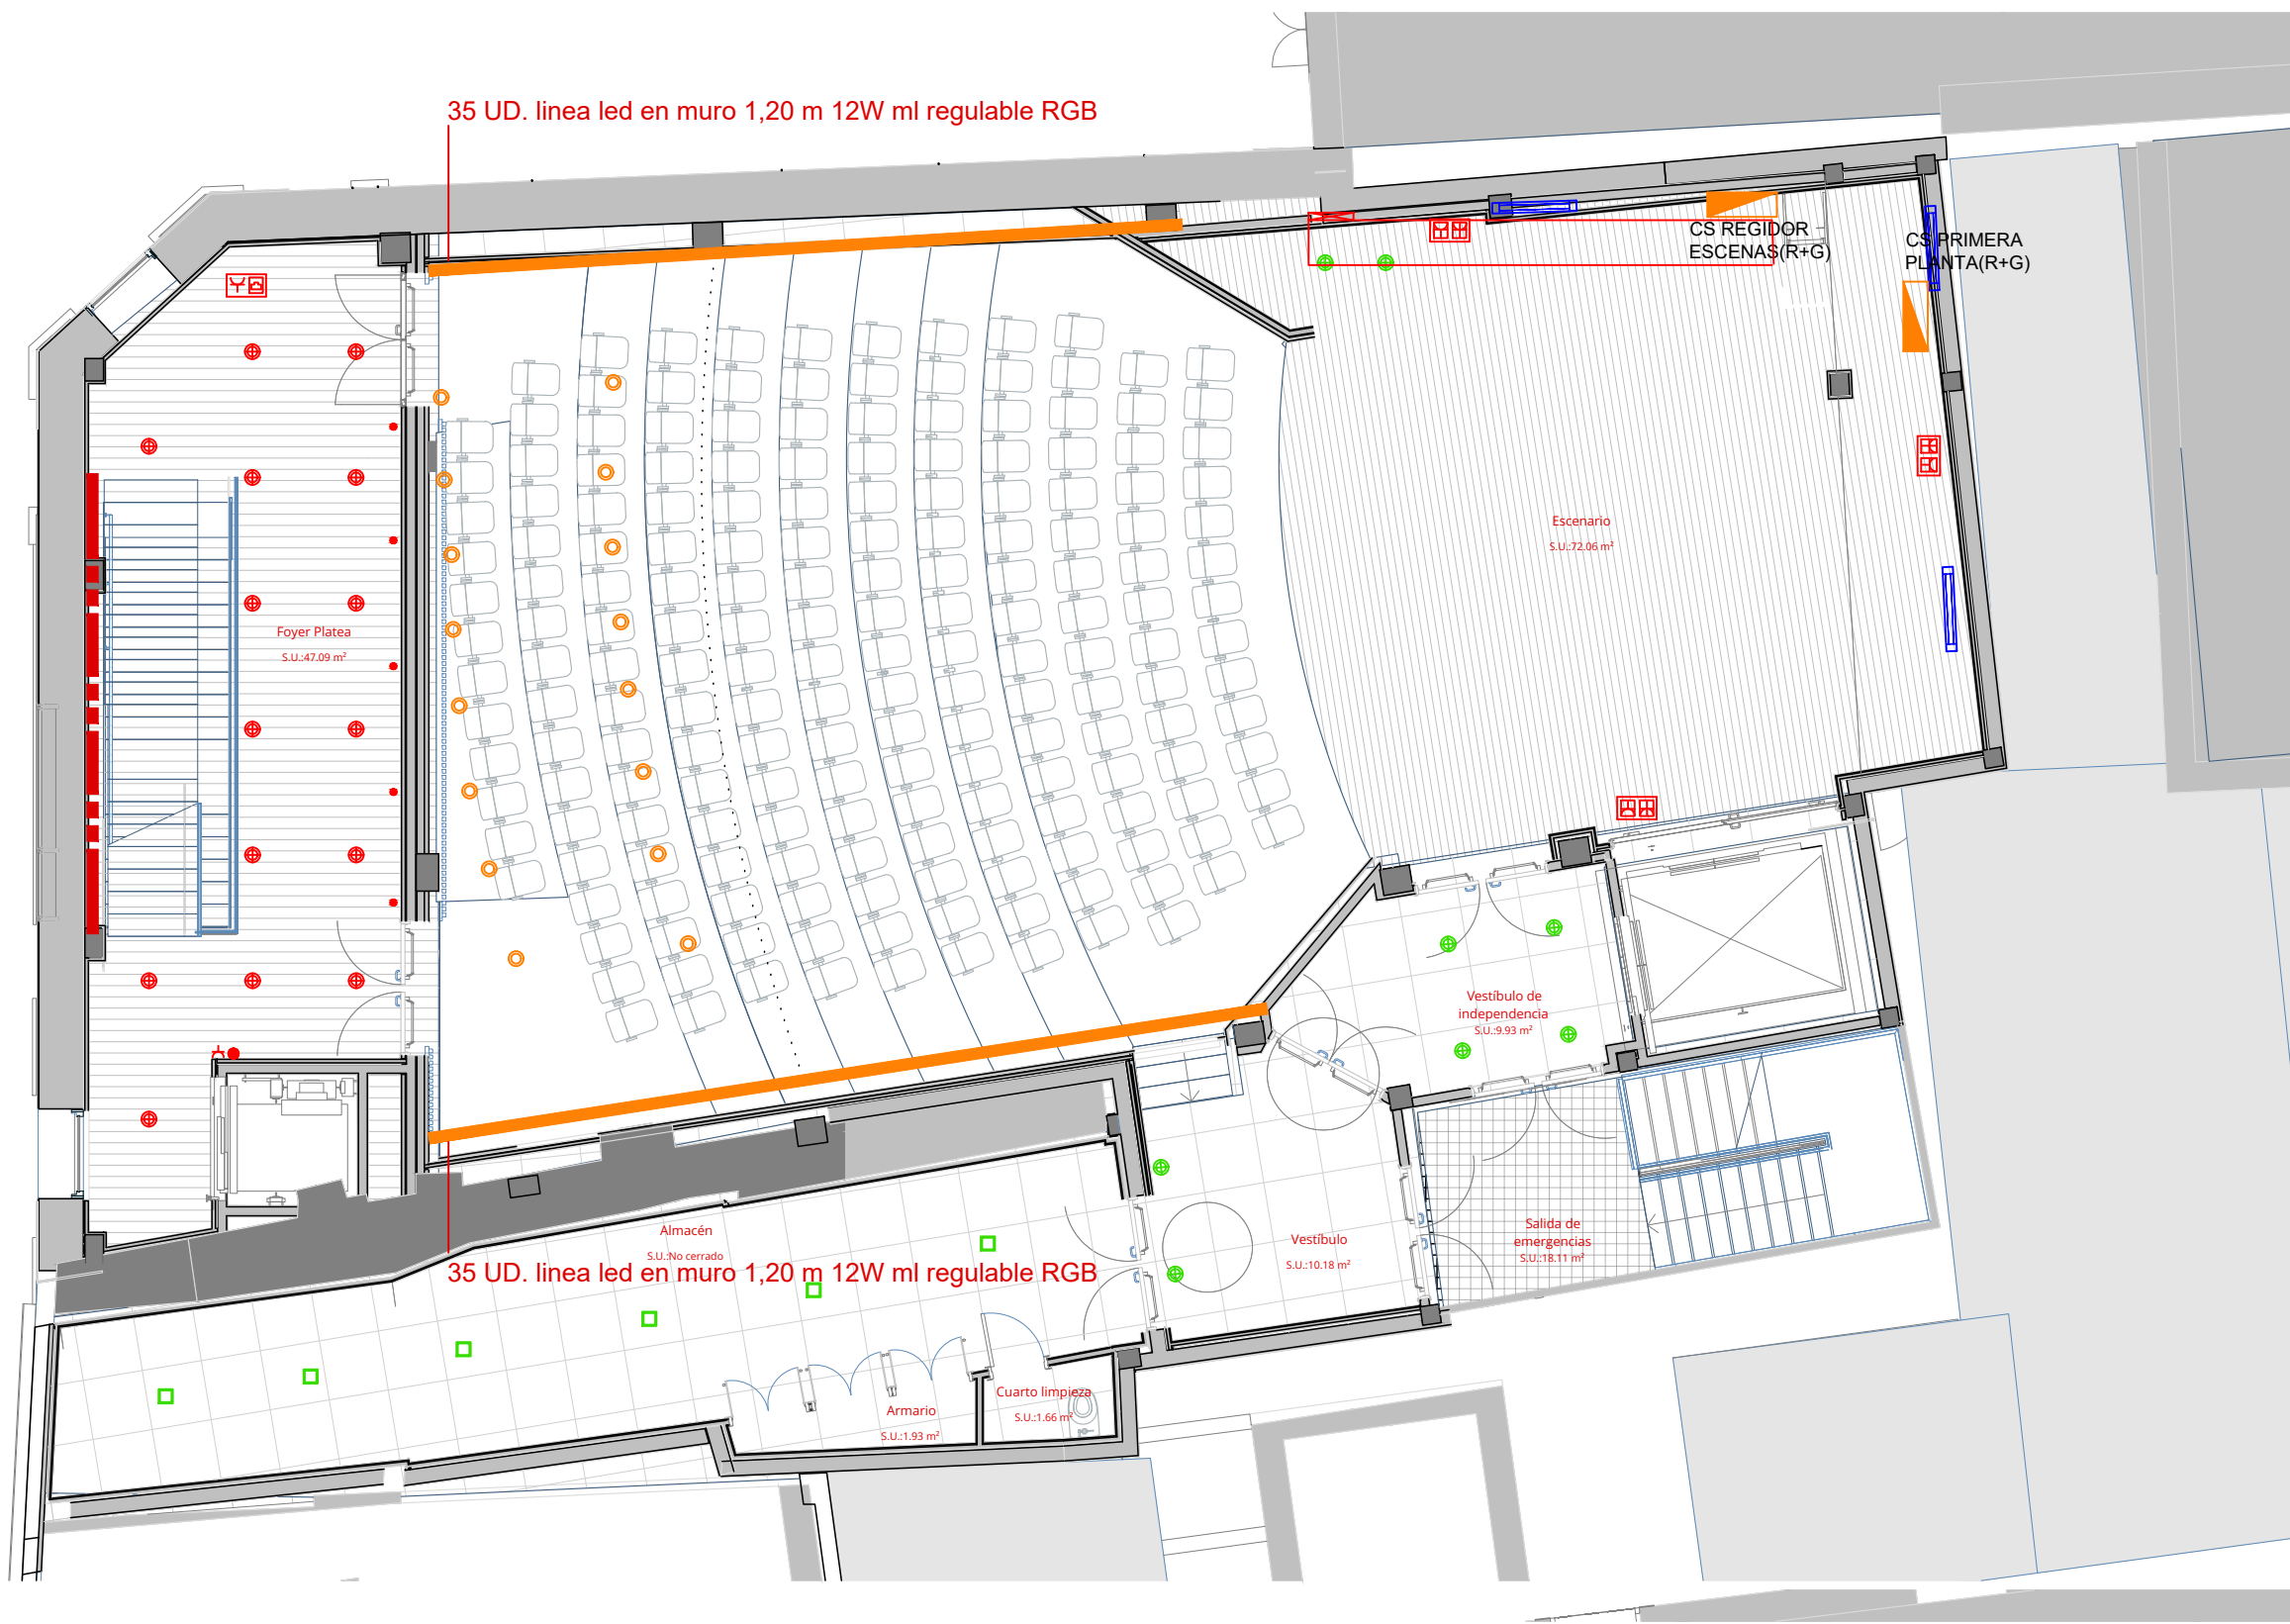 35 UD. linea led en muro 1,20 m 12W ml regulable RGB
CS REGIDOR
ESCENAS(R+G)
CS PRIMERA
PLANTA(R+G)
Escenario
S.U.:72.06 m²
Foyer Platea
S.U.:47.09 m²
Vestíbulo de
independencia
S.U.:9.93 m²
Almacén
S.U.:No cerrado
35 UD. linea led en muro 1,20 m 12W ml regulable RGB
Vestíbulo
S.U.:10.18 m²
Salida de
emergencias
S.U.:18.11 m²
Armario
S.U.:1.93 m²
Cuarto limpieza
S.U.:1.66 m²